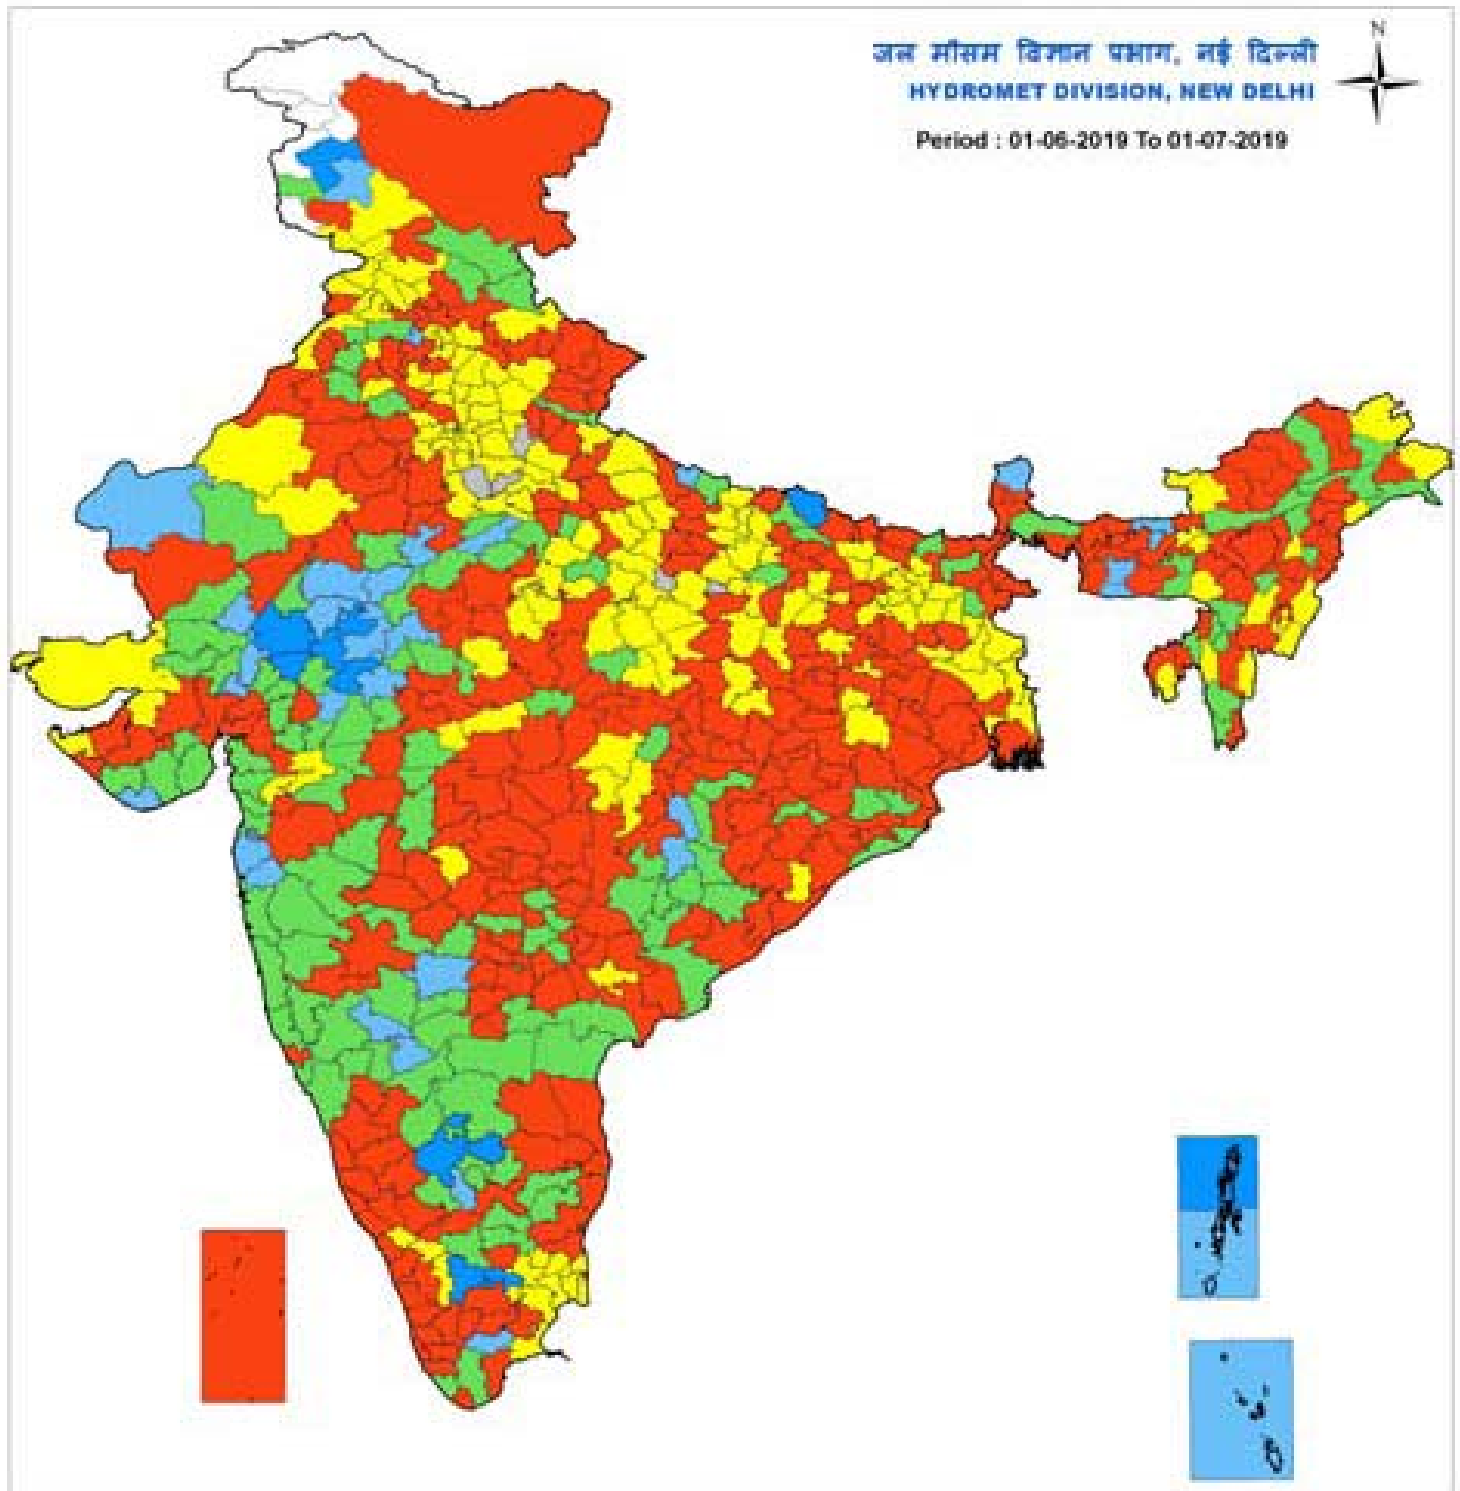 जल मौसम विज्ञान प्रभाग, नई दिल्ली
HYDROMET DIVISION, NEW DELHI
Period : 01-06-2019 To 01-07-2019
N